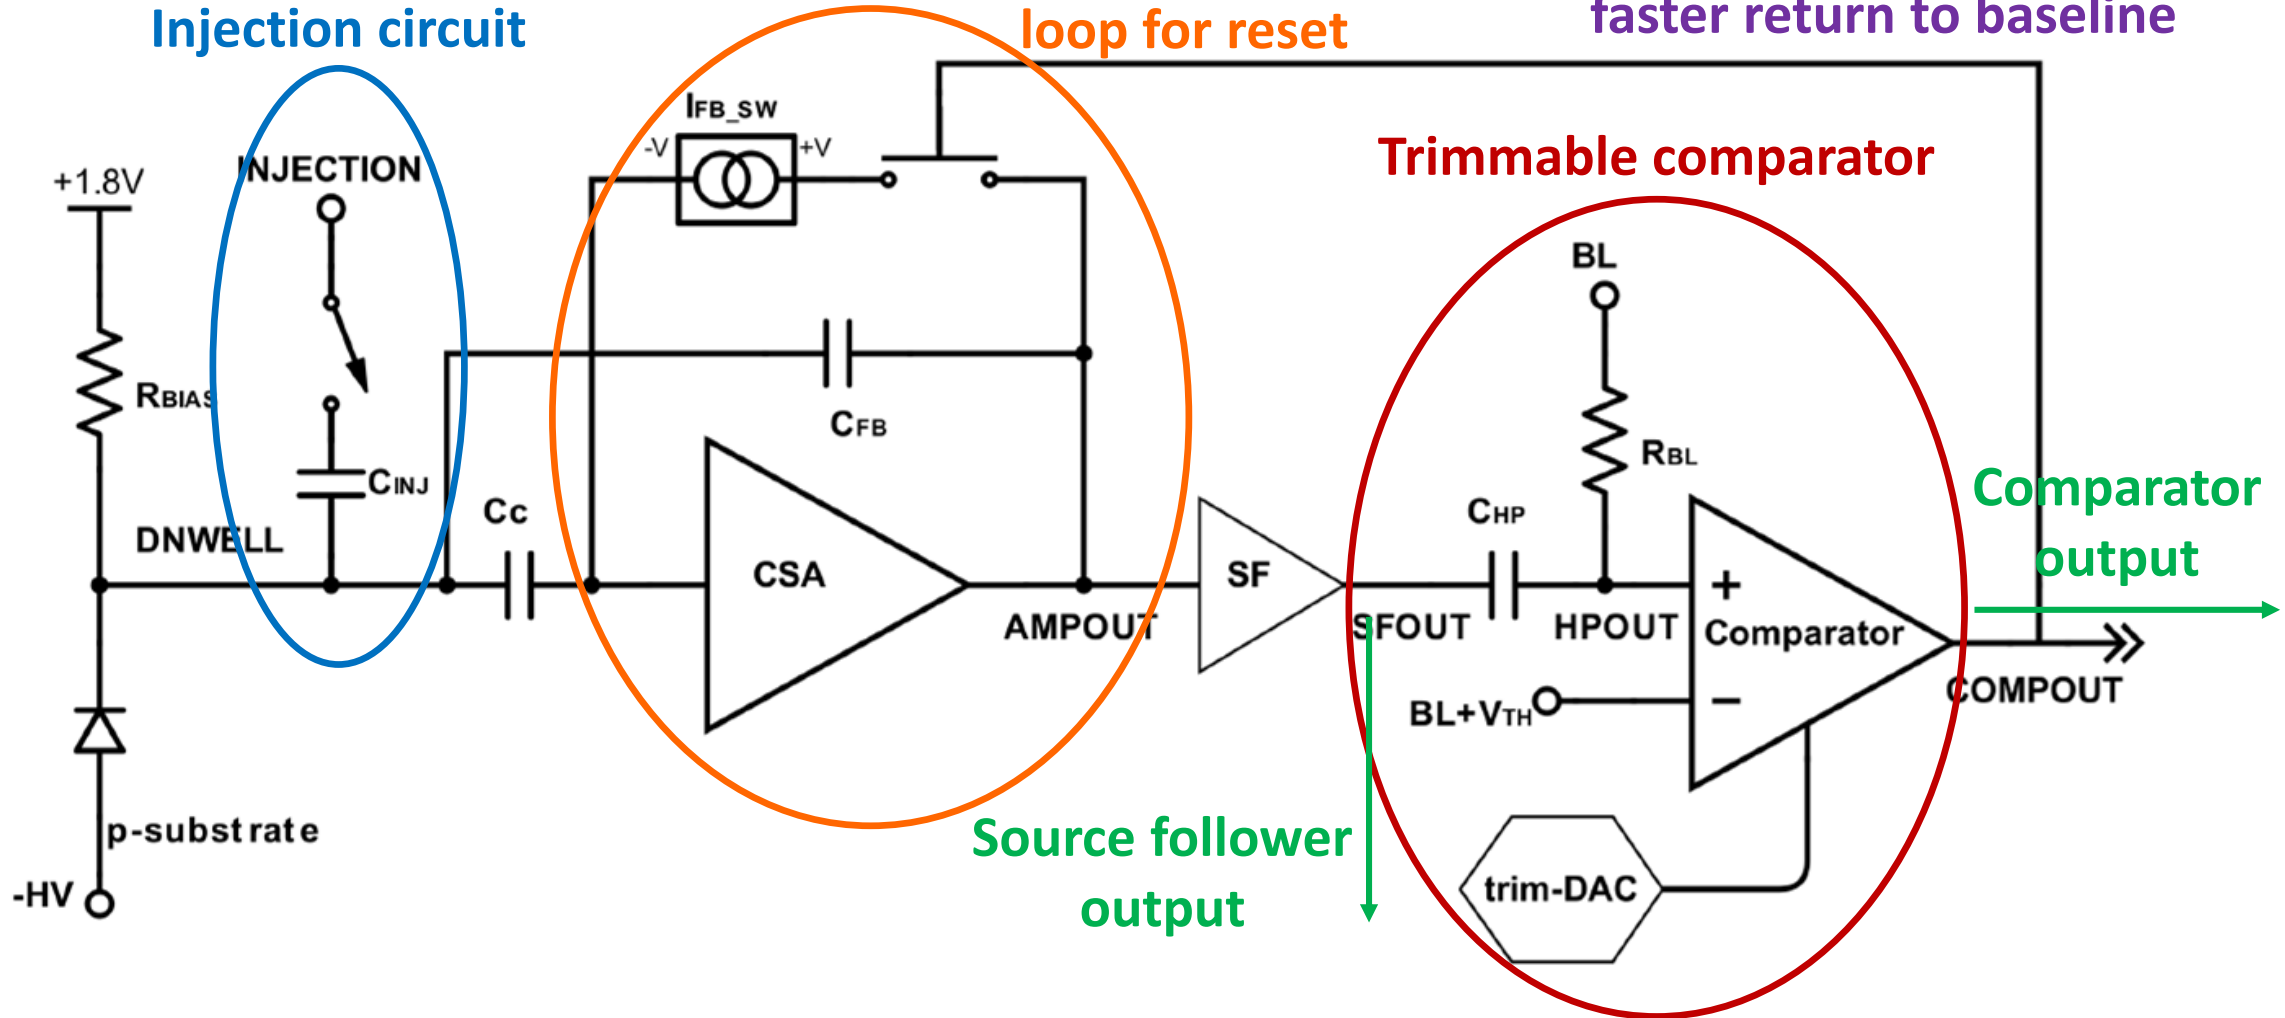 Injection circuit
loop for reset
faster return to baseline
IFB_SW
-V
+V
Trimmable comparator
+1.8V
INJECTION
BL
RBIAS
CFB
RBL
CINJ
Cc
CHP
Comparator
output
DNWELL
CSA
SF
+
AMPOUT
SFOUT
HPOUT
Comparator
BL+VTH
−
COMPOUT
p-substrate
Source follower
output
-HV
trim-DAC